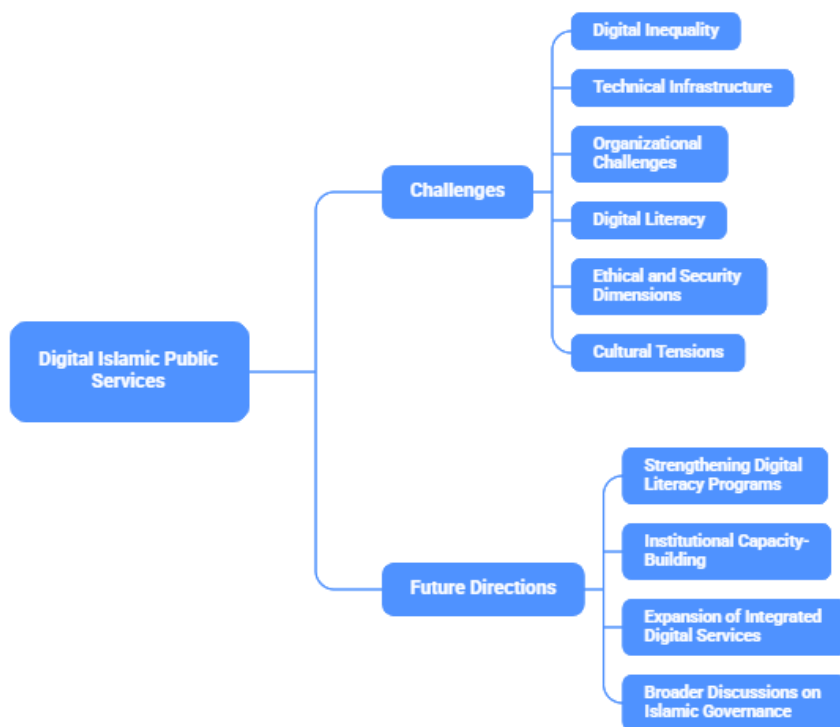 Digital Islamic Public
Services
Challenges
Digital Inequality
Technical Infrastructure
Organizational
Challenges
Digital Literacy
Ethical and Security
Dimensions
Cultural Tensions
Future Directions
Strengthening Digital
Literacy Programs
Institutional Capacity-
Building
Expansion of Integrated
Digital Services
Broader Discussions on
Islamic Governance